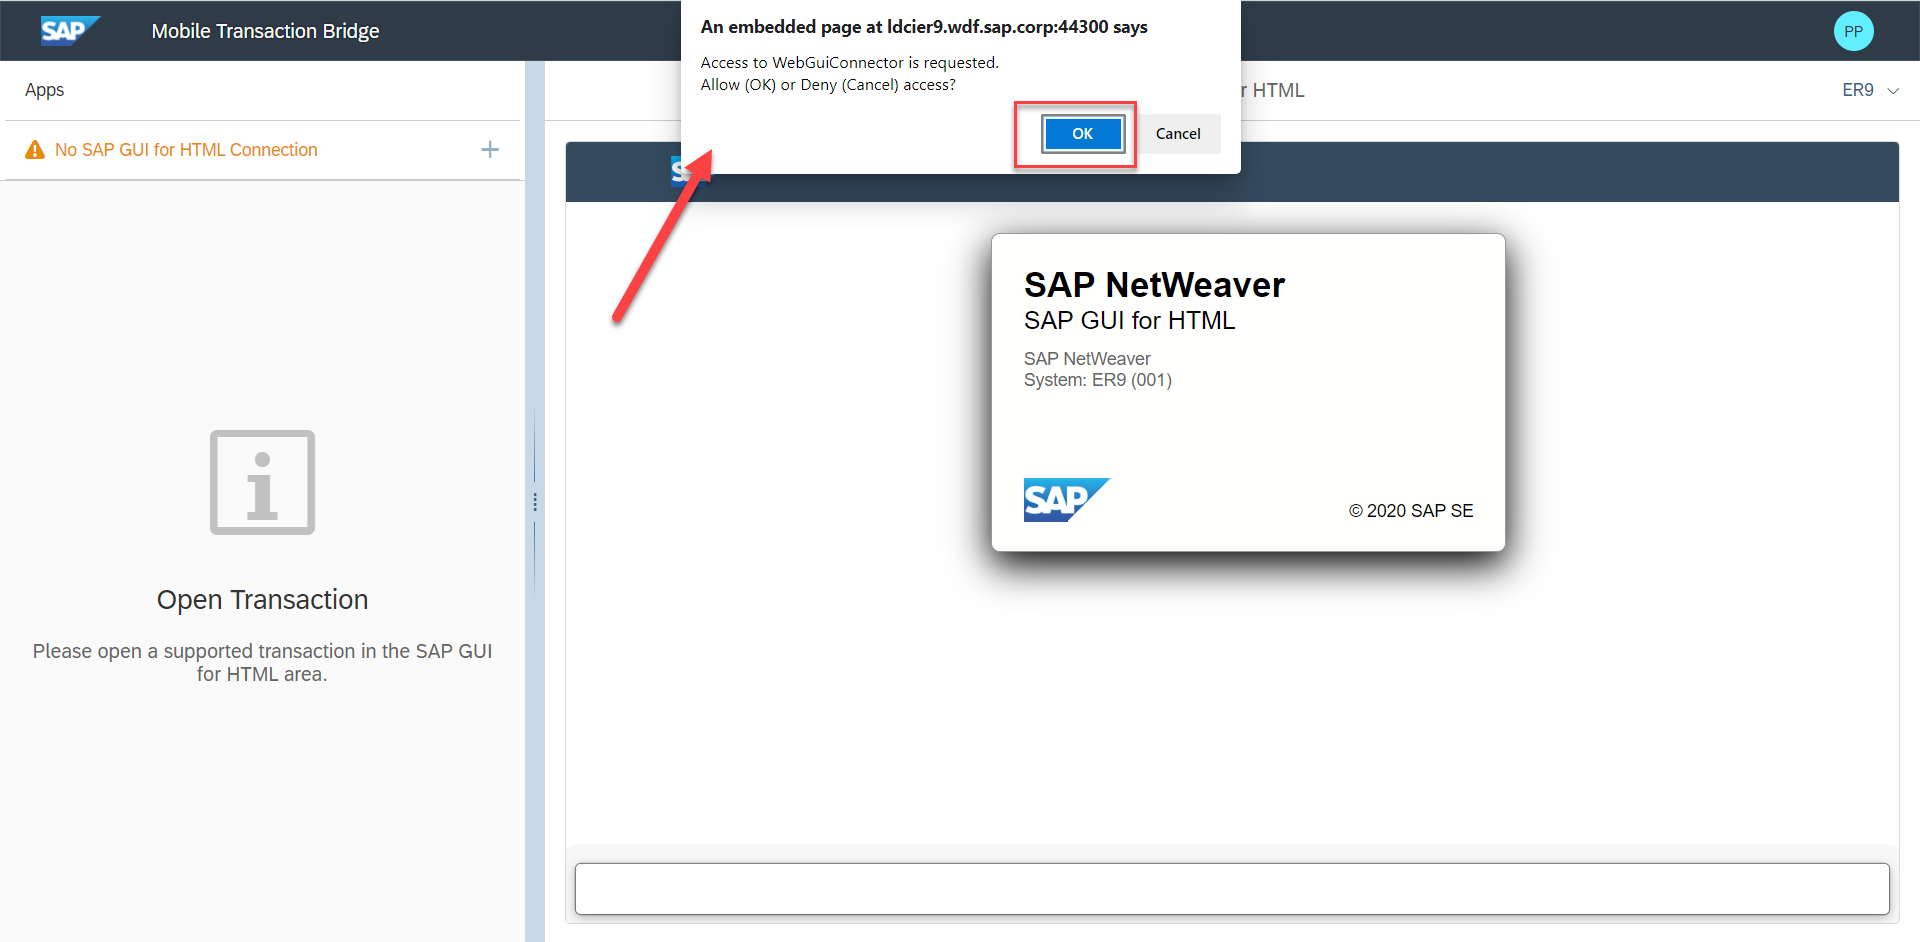 SAP
Mobile Transaction Bridge
An embedded page at ldcier9.wdf.sap.corp:44300 says
Access to WebGuiConnector is requested.
Allow (OK) or Deny (Cancel) access?
OK
Cancel
PP
Apps
r HTML
ER9
No SAP GUI for HTML Connection
SAP NetWeaver
SAP GUI for HTML
SAP NetWeaver
System: ER9 (001)
SAP
© 2020 SAP SE
Open Transaction
Please open a supported transaction in the SAP GUI
for HTML area.